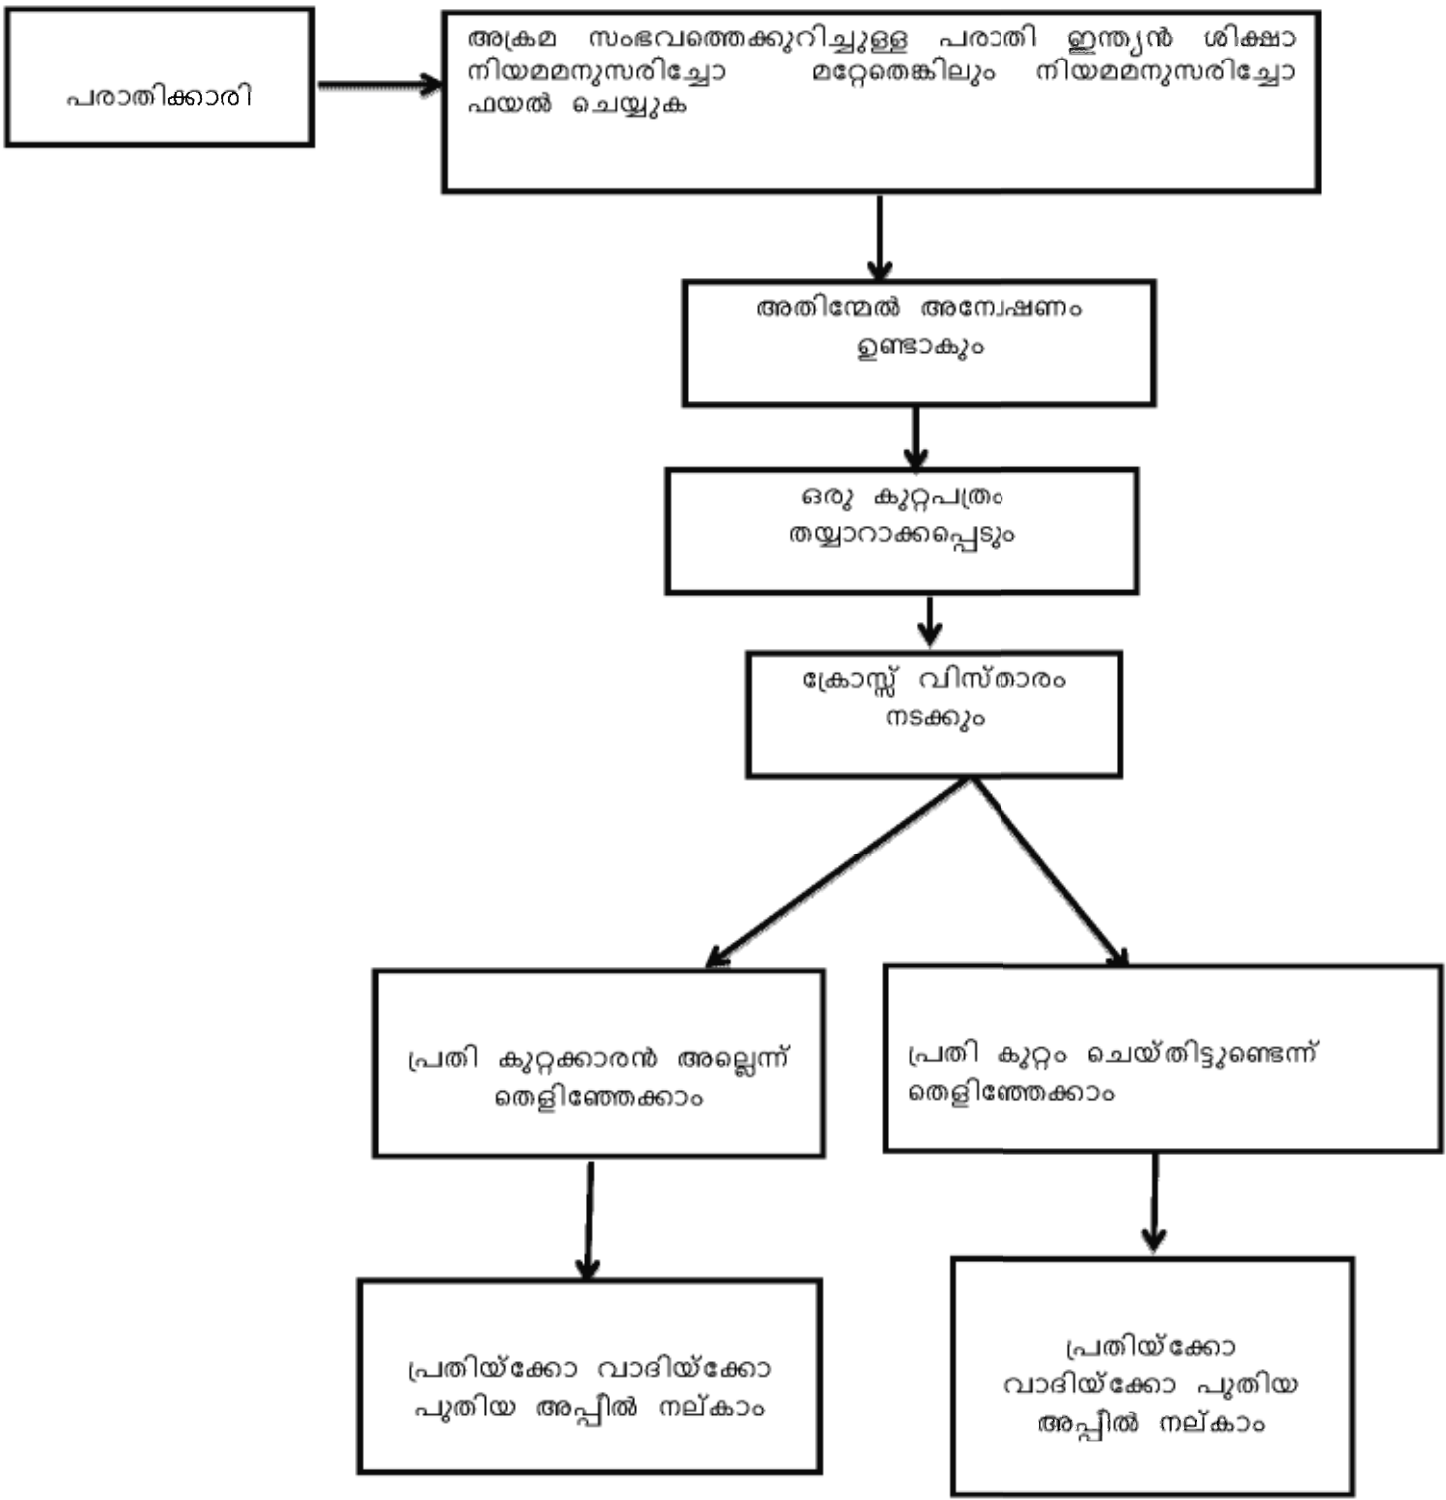 പരാതിക്കാരി
അക്രമ സംഭവത്തെക്കുറിച്ചുള്ള പരാതി ഇന്ത്യൻ ശിക്ഷാ
നിയമമനുസരിച്ചോ മറ്റേതെങ്കിലും നിയമമനുസരിച്ചോ
ഫയൽ ചെയ്യുക
അതിന്മേൽ അന്വേഷണം
ഉണ്ടാകും
ഒരു കുറ്റപത്രം
തയ്യാറാക്കപ്പെടും
ക്രോസ്സ് വിസ്താരം
നടക്കും
പ്രതി കുറ്റക്കാരൻ അല്ലെന്ന്
തെളിഞ്ഞേക്കാം
പ്രതി കുറ്റം ചെയ്തിട്ടുണ്ടെന്ന്
തെളിഞ്ഞേക്കാം
പ്രതിയ്ക്കോ വാദിയ്ക്കോ
പുതിയ അപ്പീൽ നല്കാം
പ്രതിയ്ക്കോ
വാദിയ്ക്കോ പുതിയ
അപ്പീൽ നല്കാം